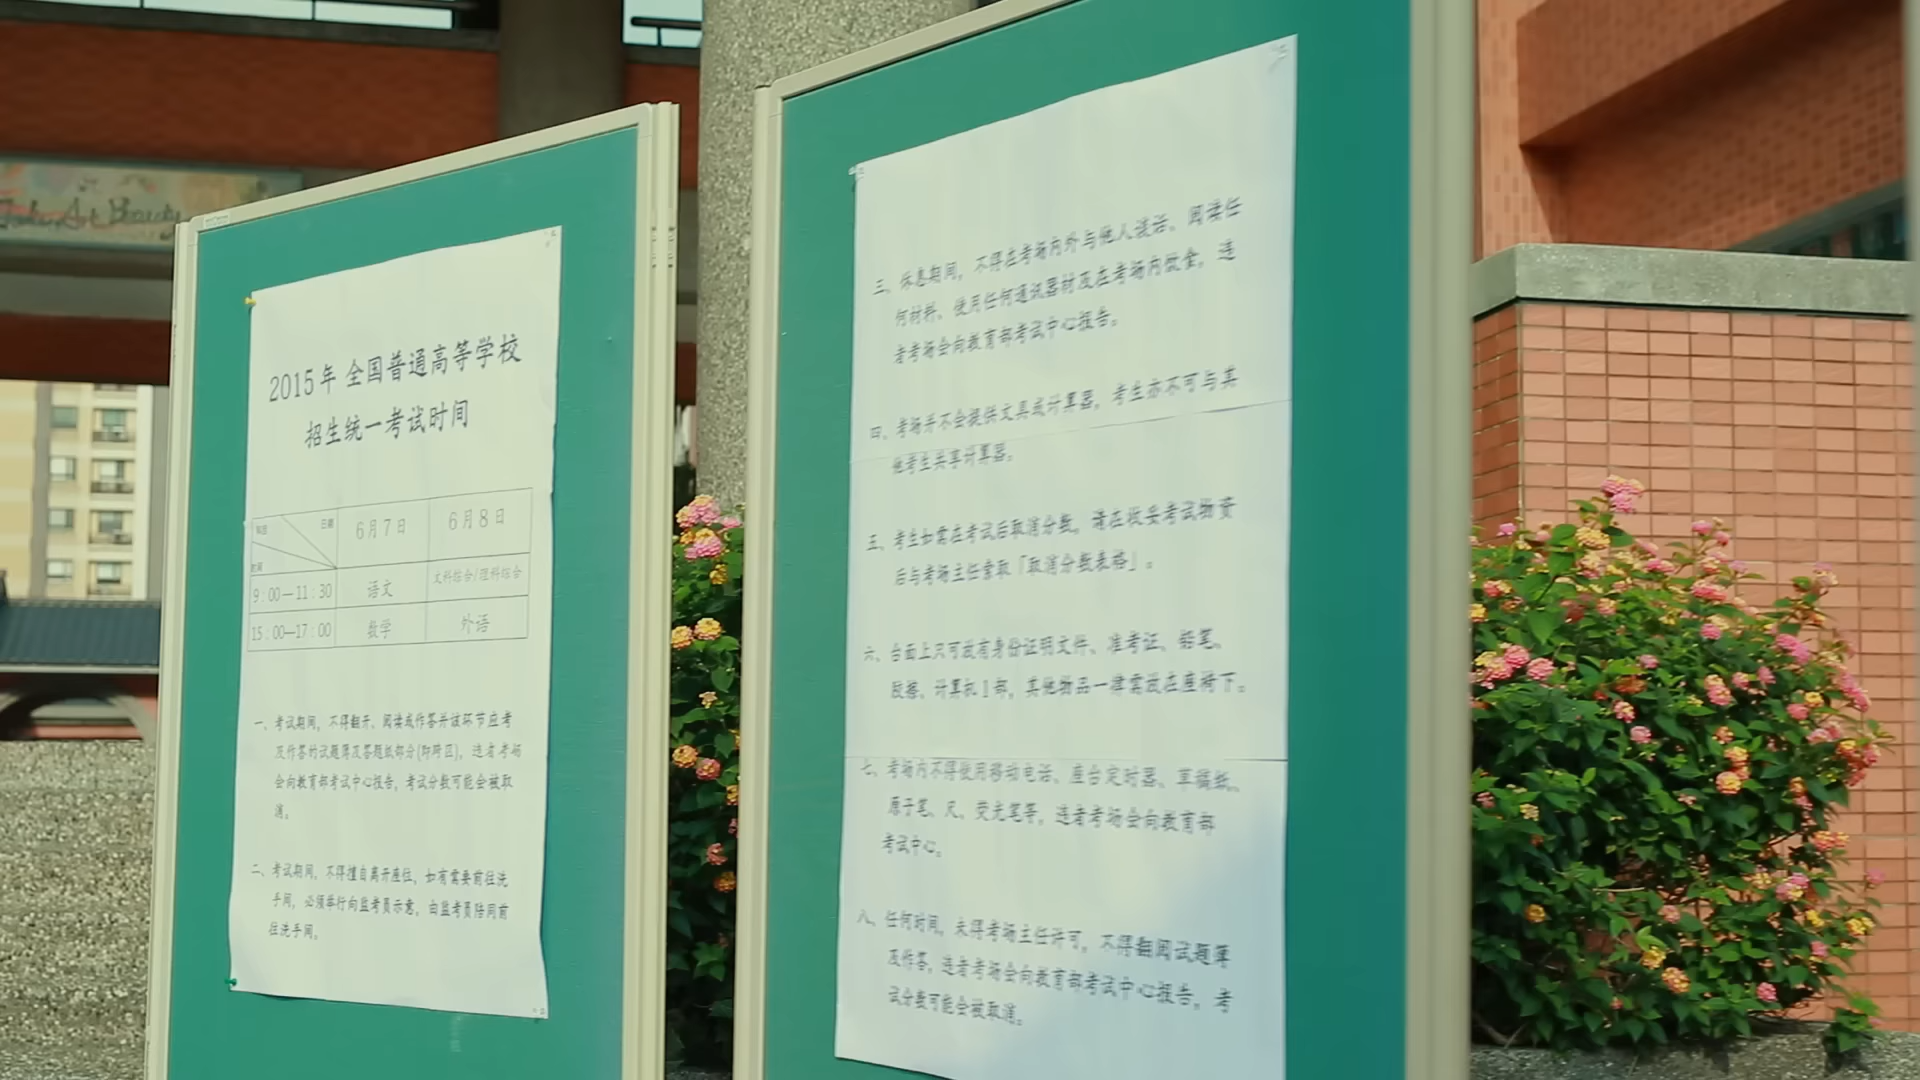 2015年 全国普通高等学校
招生统一考试时间
科目 日期
时间
6月7日 6月8日
9:00—11:30 语文 文科综合/理科综合
15:00—17:00 数学 外语
一、考试期间，不得翻开、阅读或作答并该环节应考
及作答的试题簿及答题纸部分(即跨区)，违者考场
会向教育部考试中心报告，考试分数可能会被取
消。
二、考试期间，不得擅自离开座位，如有需要前往洗
手间，必须举行向监考员示意，由监考员陪同前
往洗手间。
三、休息期间，不得在考场内外与他人谈话、阅读任
何材料、使用任何通讯器材及在考场内饮食，违
者考场会向教育部考试中心报告。
四、考场并不会提供文具或计算器，考生亦不可与其
他考生共享计算器。
五、考生如需在考试后取消分数，请在收妥考试物资
后与考场主任索取「取消分数表格」。
六、台面上只可放有身份证明文件、准考证、铅笔、
胶擦、计算机1部，其他物品一律需放在座椅下。
七、考场内不得使用移动电话、座台定时器、草稿纸、
原子笔、尺、荧光笔等，违者考场会向教育部
考试中心。
八、任何时间，未得考场主任许可，不得翻阅试题簿
及作答，违者考场会向教育部考试中心报告，考
试分数可能会被取消。